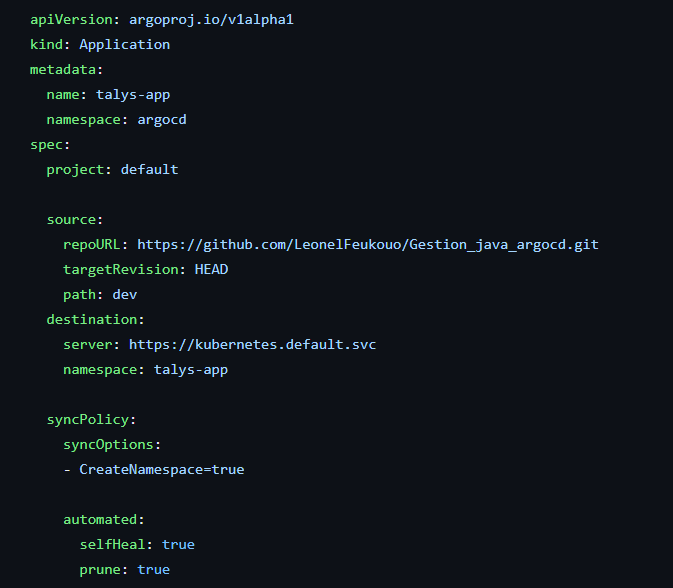 apiVersion: argoproj.io/v1alpha1
kind: Application
metadata:
  name: talys-app
  namespace: argocd
spec:
  project: default

  source:
    repoURL: https://github.com/LeonelFeukouo/Gestion_java_argocd.git
    targetRevision: HEAD
    path: dev
  destination:
    server: https://kubernetes.default.svc
    namespace: talys-app

  syncPolicy:
    syncOptions:
    - CreateNamespace=true

    automated:
      selfHeal: true
      prune: true